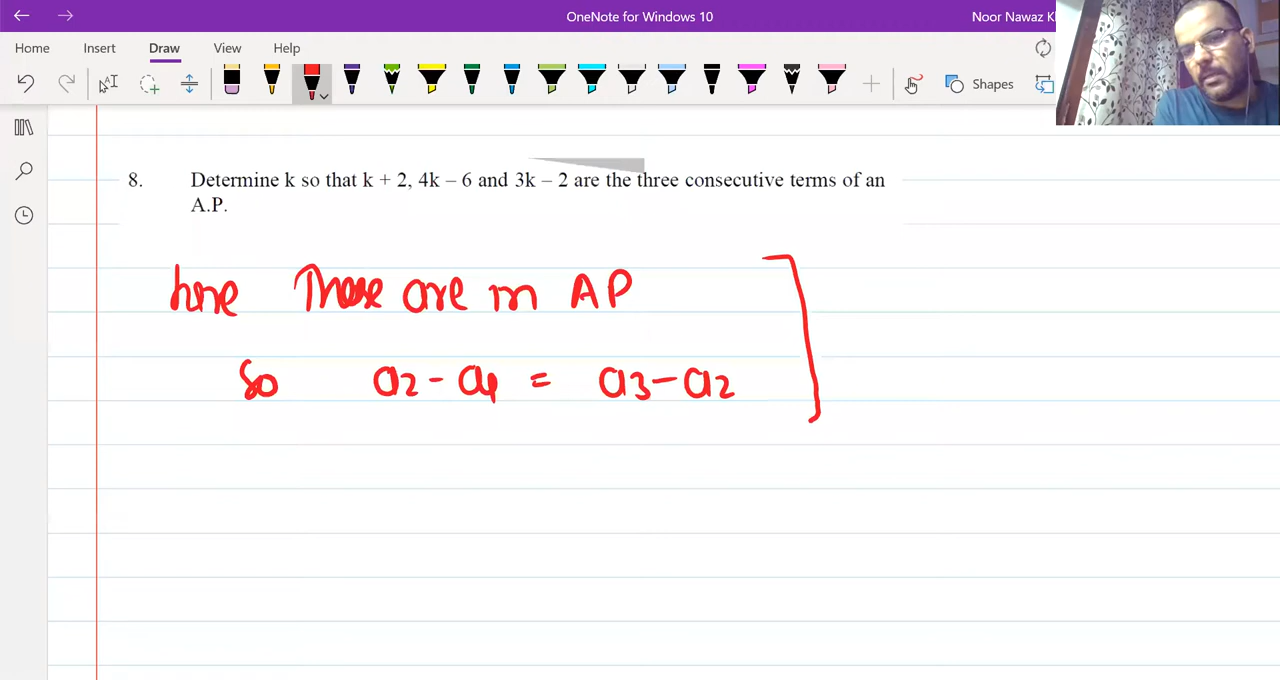 OneNote for Windows 10
Noor Nawaz Kh
Home Insert Draw View Help
Shapes
8. Determine k so that k + 2, 4k – 6 and 3k – 2 are the three consecutive terms of an
A.P.
here These are in AP
So a2 - a1 = a3 - a2